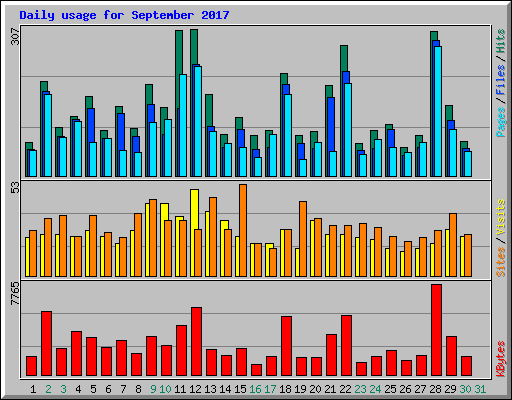 Daily usage for September 2017
307
Pages / Files / Hits
53
Sites / Visits
7765
KBytes
1 2 3 4 5 6 7 8 9 10 11 12 13 14 15 16 17 18 19 20 21 22 23 24 25 26 27 28 29 30 31